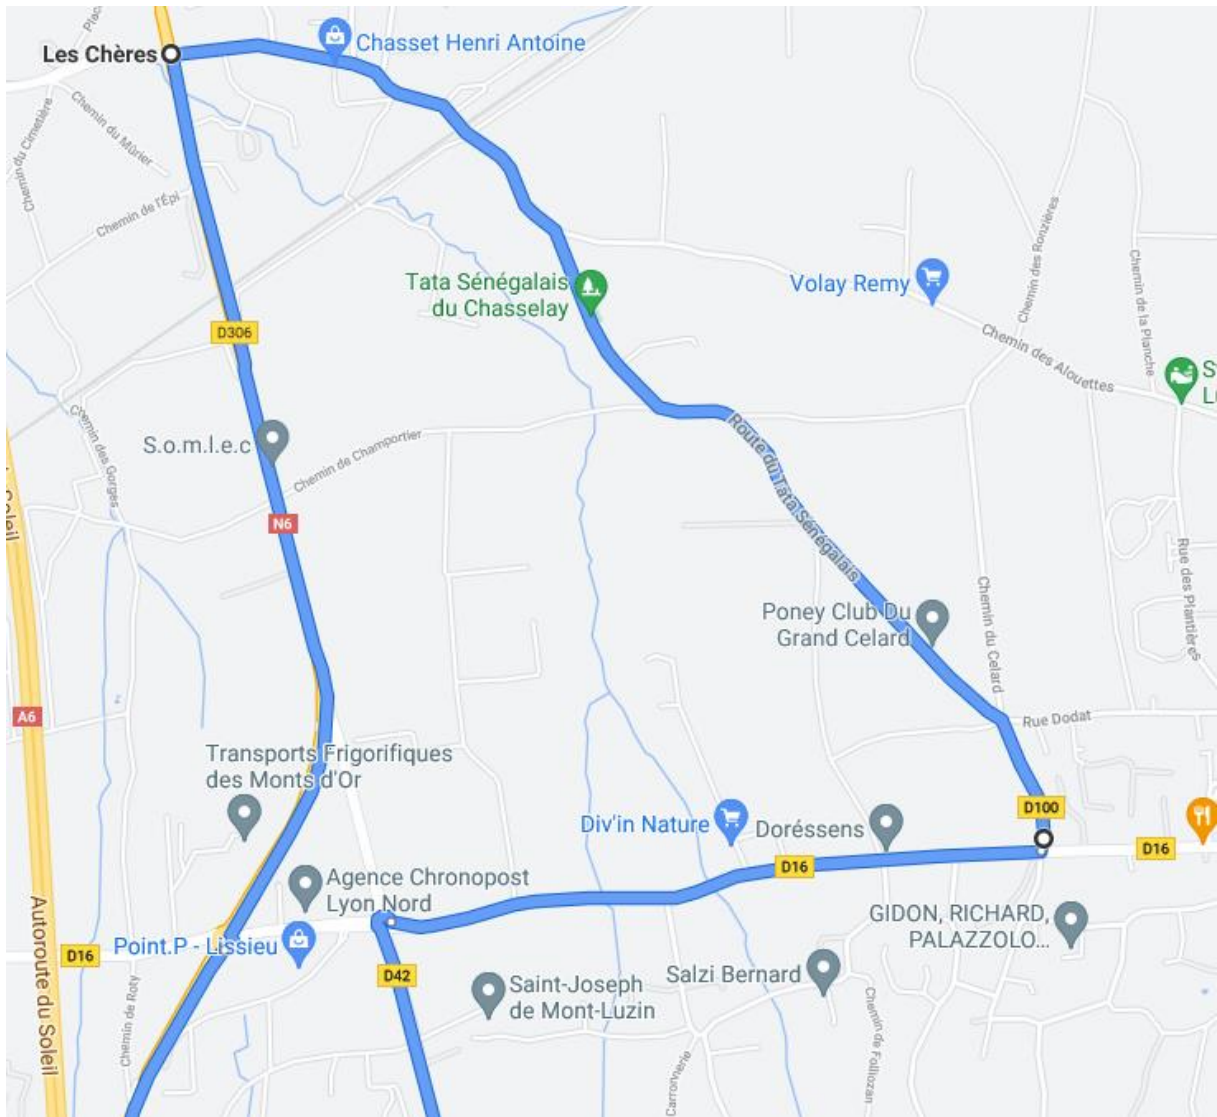 Les Chères
Chasset Henri Antoine
Chemin du Cimetière
Chemin du Mûrier
Chemin de l'Épi
Chemin des Ronzières
Tata Sénégalais
du Chasselay
Volay Remy
Chemin de la Planche
D306
Chemin des Alouettes
Chemin des Gorges
S.o.m.l.e.c
Chemin de Champortier
Route du Tata Sénégalais
N6
Soleil
Rue des Plantières
Chemin du Celard
Poney Club Du
Grand Celard
A6
Rue Dodat
Transports Frigorifiques
des Monts d'Or
D100
Div'in Nature
Doréssens
D16
D16
Agence Chronopost
Lyon Nord
Autoroute du Soleil
GIDON, RICHARD,
PALAZZOLO...
D16
Point.P - Lissieu
D42
Salzi Bernard
Saint-Joseph
de Mont-Luzin
Chemin de Roty
Chemin de Folliozan